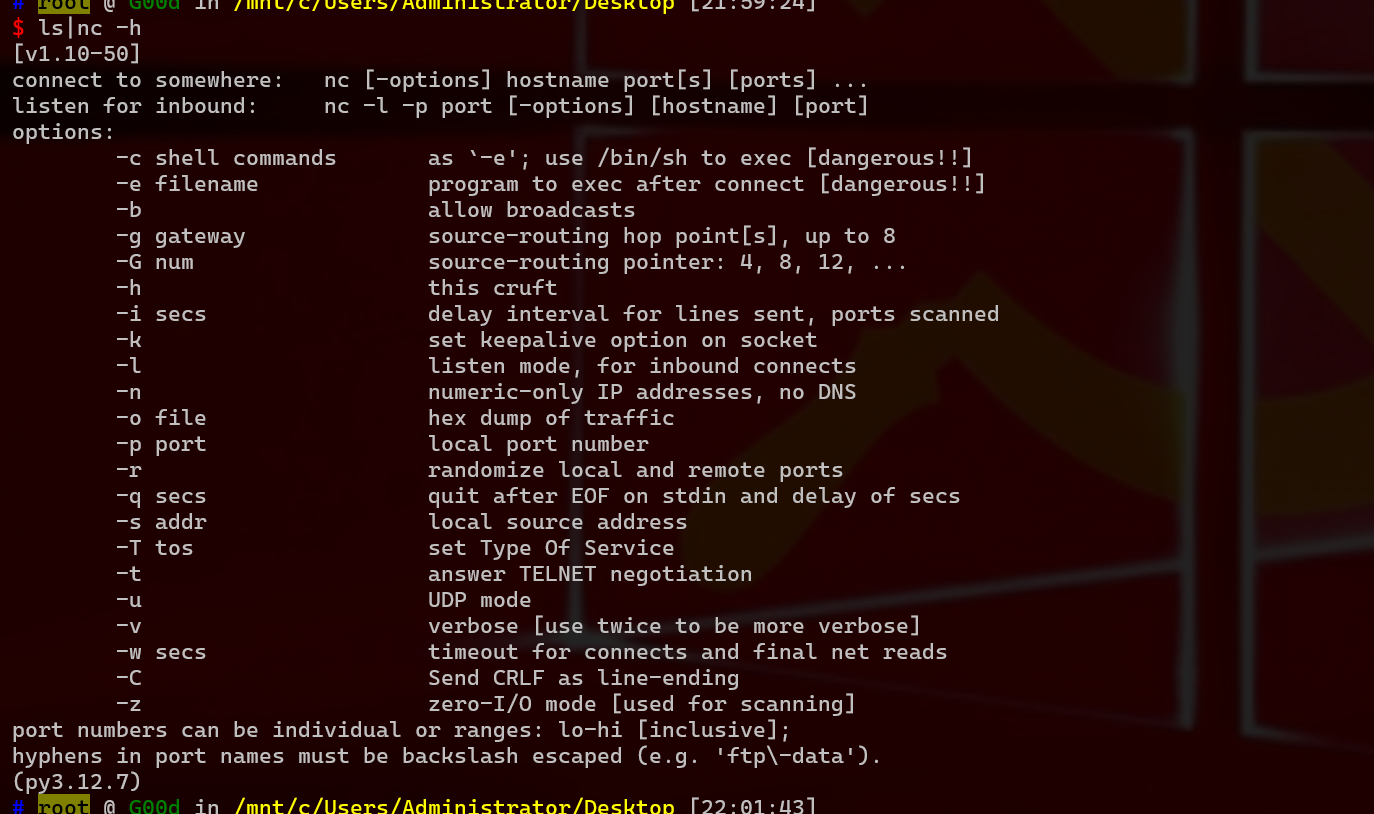 # root @ G00d in /mnt/c/Users/Administrator/Desktop [21:59:24]
$ ls|nc -h
[v1.10-50]
connect to somewhere:   nc [-options] hostname port[s] [ports] ...
listen for inbound:     nc -l -p port [-options] [hostname] [port]
options:
        -c shell commands       as `-e'; use /bin/sh to exec [dangerous!!]
        -e filename             program to exec after connect [dangerous!!]
        -b                      allow broadcasts
        -g gateway              source-routing hop point[s], up to 8
        -G num                  source-routing pointer: 4, 8, 12, ...
        -h                      this cruft
        -i secs                 delay interval for lines sent, ports scanned
        -k                      set keepalive option on socket
        -l                      listen mode, for inbound connects
        -n                      numeric-only IP addresses, no DNS
        -o file                 hex dump of traffic
        -p port                 local port number
        -r                      randomize local and remote ports
        -q secs                 quit after EOF on stdin and delay of secs
        -s addr                 local source address
        -T tos                  set Type Of Service
        -t                      answer TELNET negotiation
        -u                      UDP mode
        -v                      verbose [use twice to be more verbose]
        -w secs                 timeout for connects and final net reads
        -C                      Send CRLF as line-ending
        -z                      zero-I/O mode [used for scanning]
port numbers can be individual or ranges: lo-hi [inclusive];
hyphens in port names must be backslash escaped (e.g. 'ftp\-data').
(py3.12.7)
# root @ G00d in /mnt/c/Users/Administrator/Desktop [22:01:43]